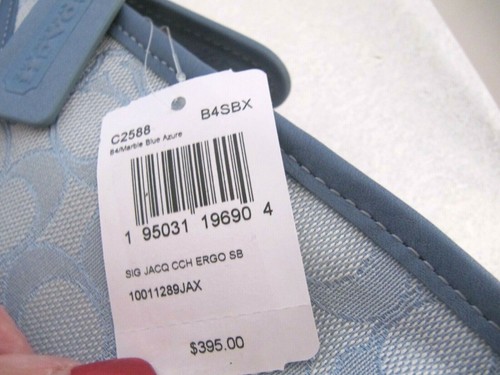 C2588 B4SBX
B4/Marble Blue Azure
1 95031 19690 4
SIG JACQ CCH ERGO SB
10011289JAX
$395.00